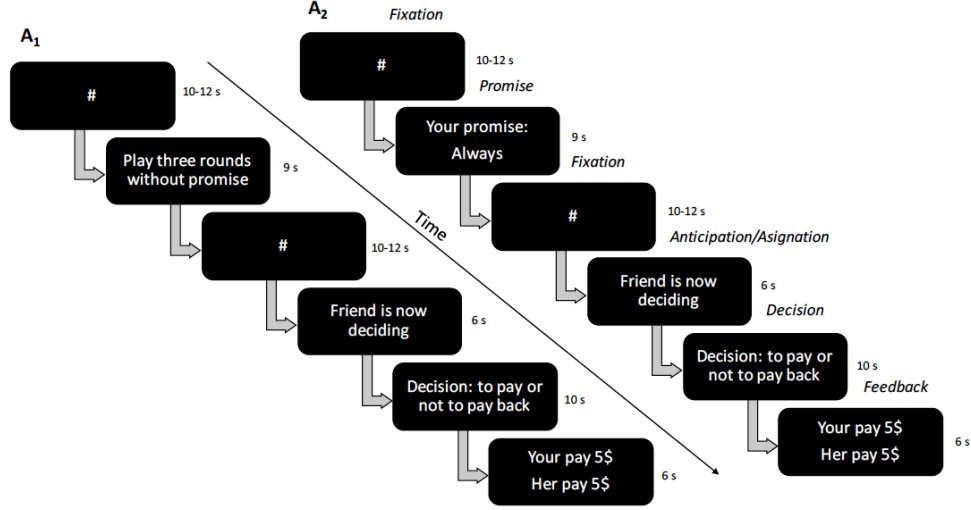 A1
#
10-12 s
Play three rounds
without promise
9 s
#
10-12 s
Friend is now
deciding
6 s
Decision: to pay or
not to pay back
10 s
Your pay 5$
Her pay 5$
6 s
Time
A2
Fixation
#
10-12 s
Promise
Your promise:
Always
9 s
Fixation
#
10-12 s
Anticipation/Asignation
Friend is now
deciding
6 s
Decision
Decision: to pay or
not to pay back
10 s
Feedback
Your pay 5$
Her pay 5$
6 s